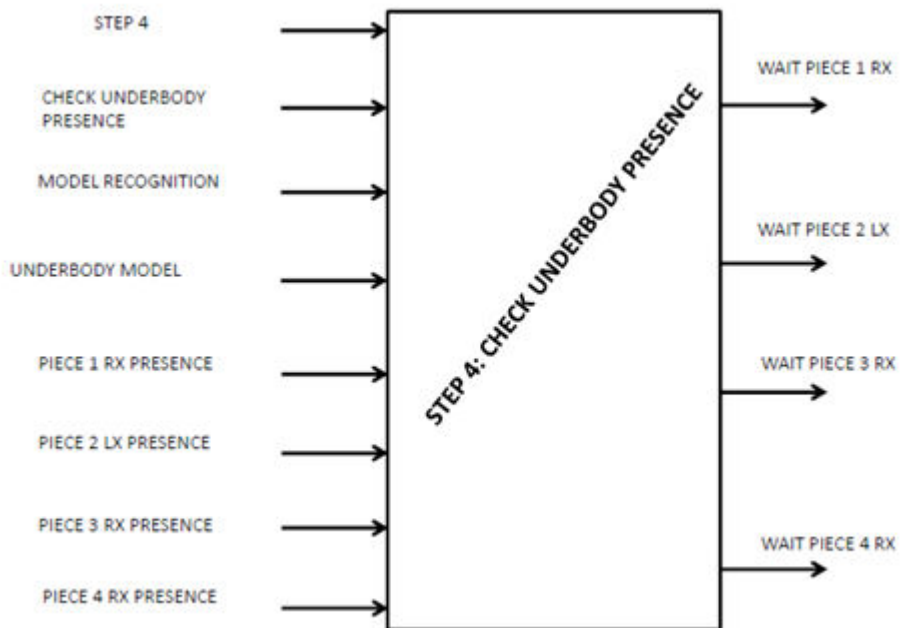 STEP 4
CHECK UNDERBODY
PRESENCE
MODEL RECOGNITION
UNDERBODY MODEL
PIECE 1 RX PRESENCE
PIECE 2 LX PRESENCE
PIECE 3 RX PRESENCE
PIECE 4 RX PRESENCE
STEP 4: CHECK UNDERBODY PRESENCE
WAIT PIECE 1 RX
WAIT PIECE 2 LX
WAIT PIECE 3 RX
WAIT PIECE 4 RX